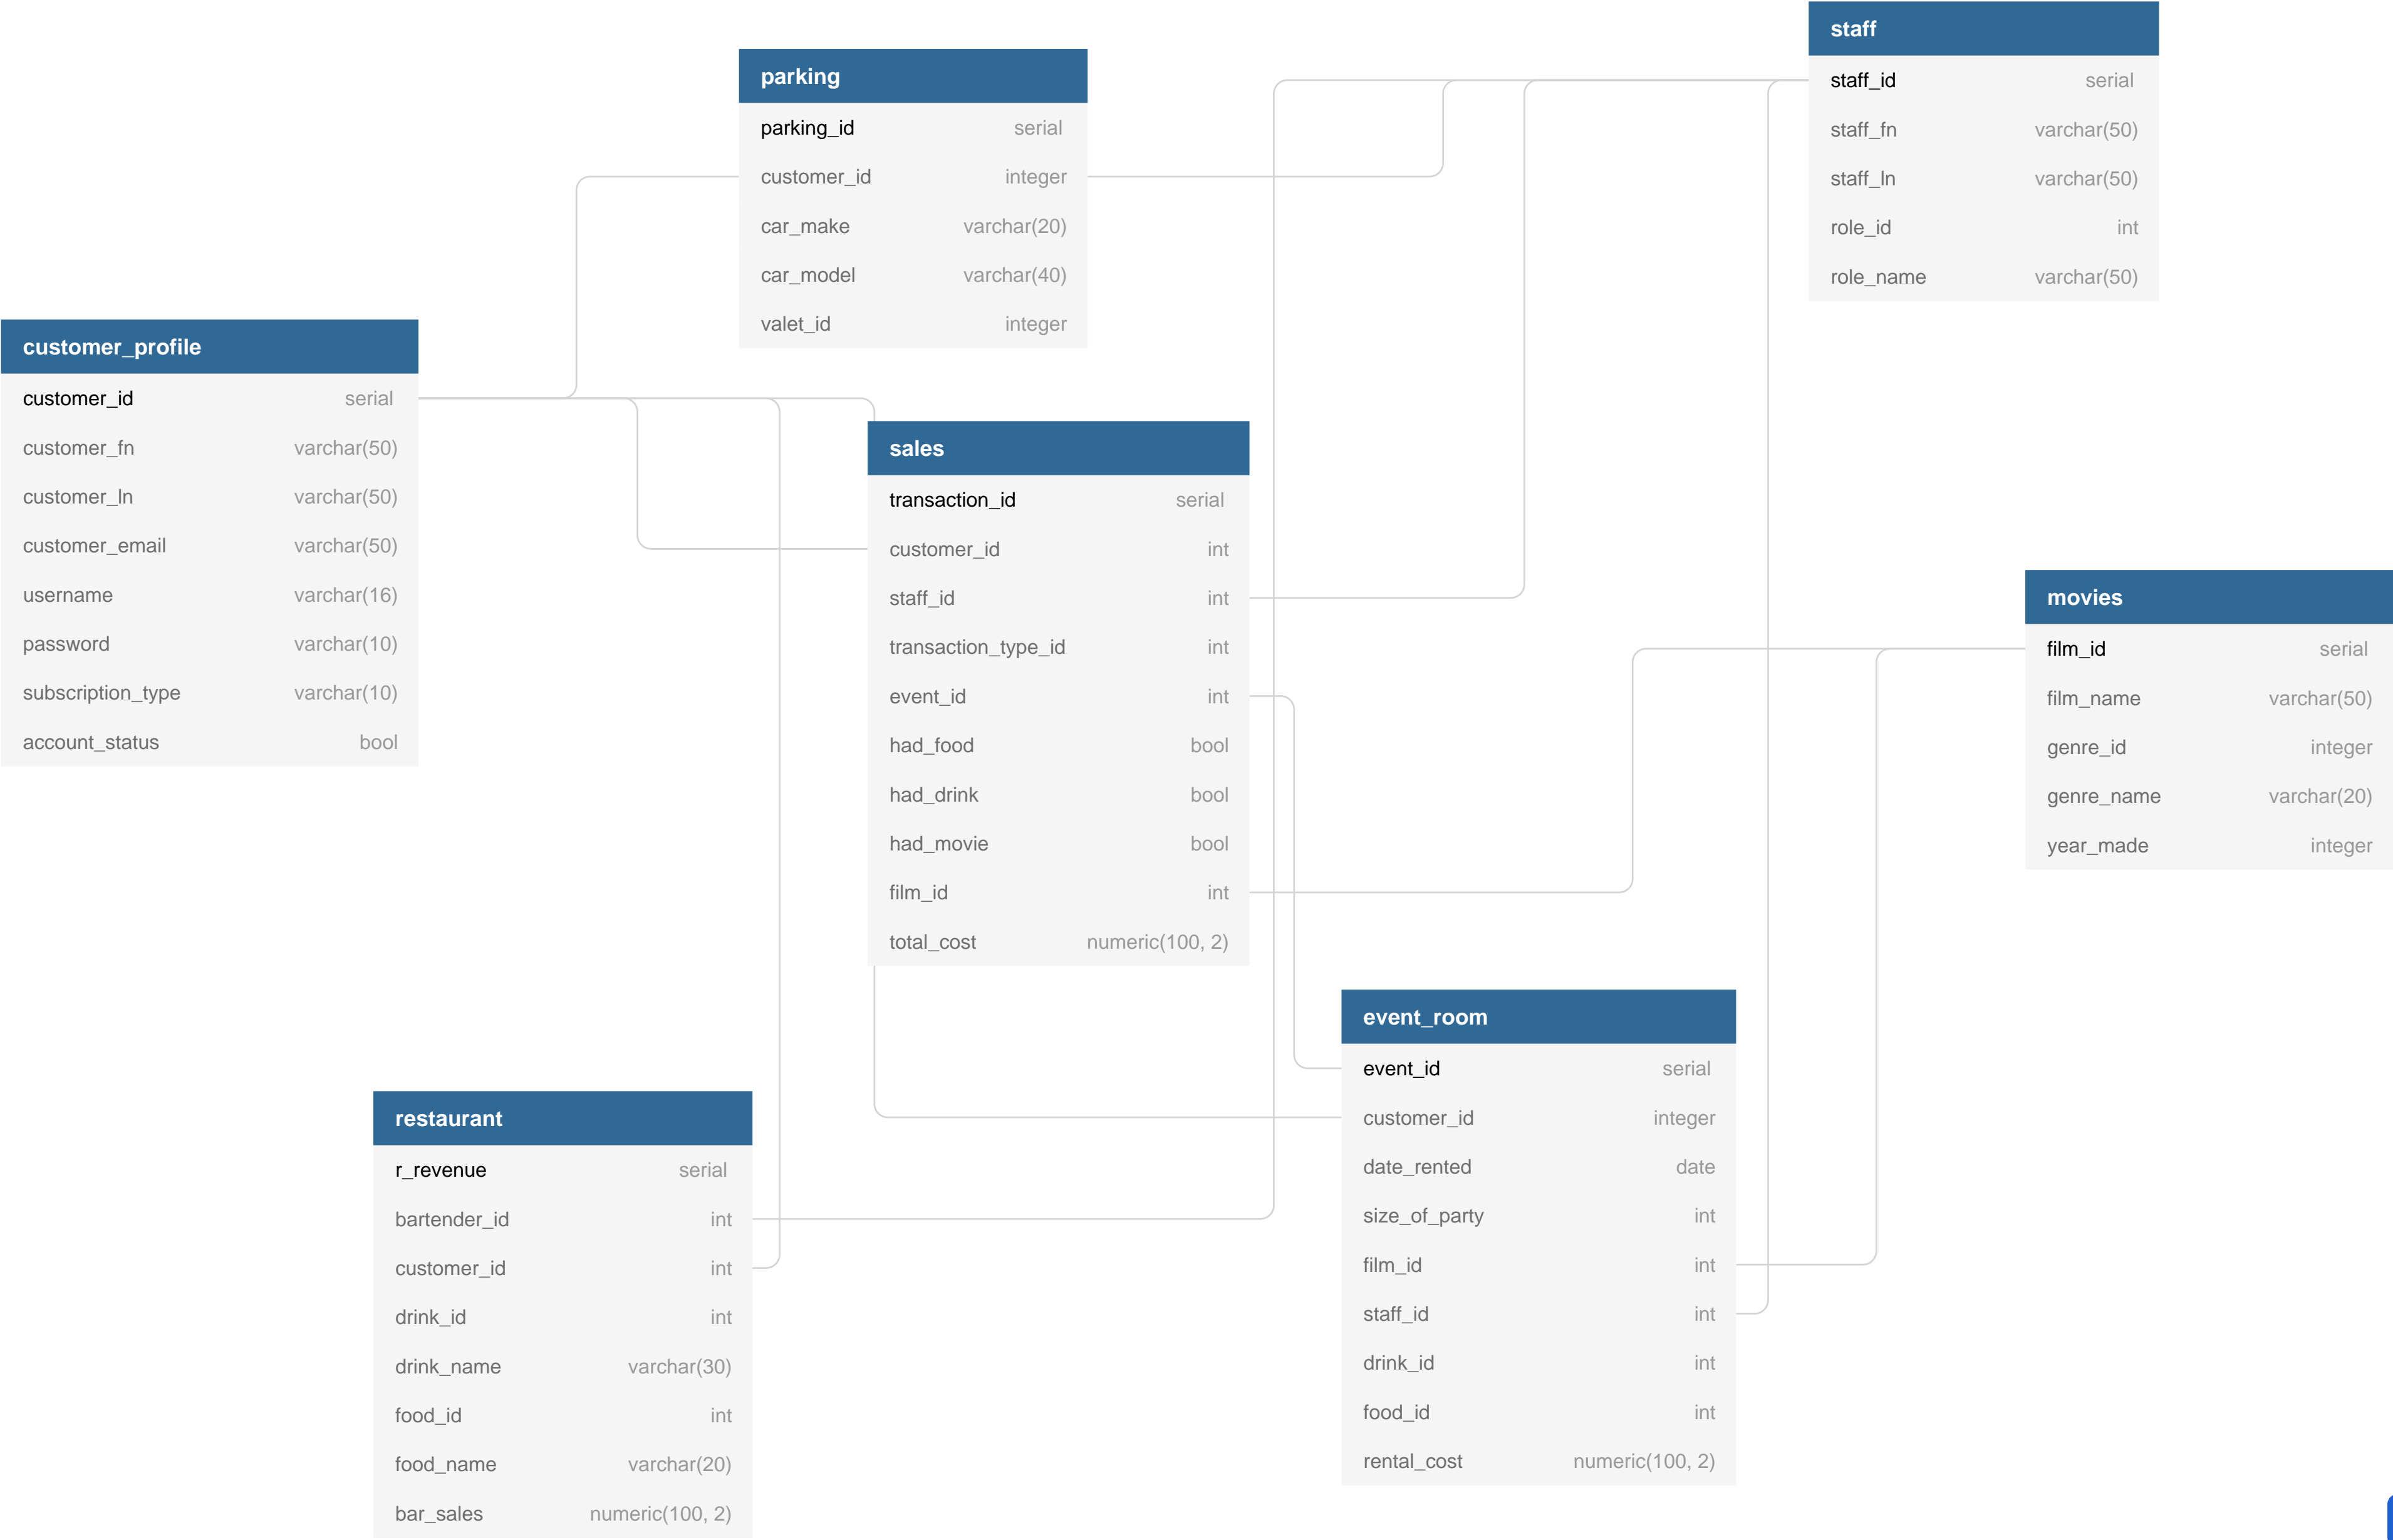 staff
staff_id serial
staff_fn varchar(50)
staff_ln varchar(50)
role_id int
role_name varchar(50)
parking
parking_id serial
customer_id integer
car_make varchar(20)
car_model varchar(40)
valet_id integer
customer_profile
customer_id serial
customer_fn varchar(50)
customer_ln varchar(50)
customer_email varchar(50)
username varchar(16)
password varchar(10)
subscription_type varchar(10)
account_status bool
sales
transaction_id serial
customer_id int
staff_id int
transaction_type_id int
event_id int
had_food bool
had_drink bool
had_movie bool
film_id int
total_cost numeric(100, 2)
movies
film_id serial
film_name varchar(50)
genre_id integer
genre_name varchar(20)
year_made integer
event_room
event_id serial
customer_id integer
date_rented date
size_of_party int
film_id int
staff_id int
drink_id int
food_id int
rental_cost numeric(100, 2)
restaurant
r_revenue serial
bartender_id int
customer_id int
drink_id int
drink_name varchar(30)
food_id int
food_name varchar(20)
bar_sales numeric(100, 2)